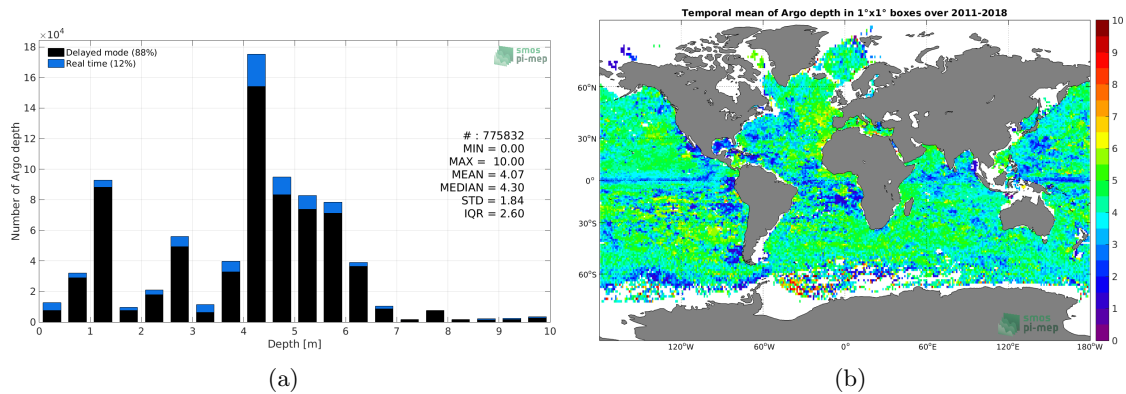 ×10⁴
Delayed mode (88%)
Real time (12%)
smos
pi-mep
18
16
14
12
10
8
6
4
2
0
Number of Argo depth
# : 775832
MIN = 0.00
MAX = 10.00
MEAN = 4.07
MEDIAN = 4.30
STD = 1.84
IQR = 2.60
0 1 2 3 4 5 6 7 8 9 10
Depth [m]
(a)
Temporal mean of Argo depth in 1°x1° boxes over 2011-2018
60°N
30°N
0°
30°S
60°S
120°W 60°W 0° 60°E 120°E 180°W
smos
pi-mep
10
9
8
7
6
5
4
3
2
1
0
(b)